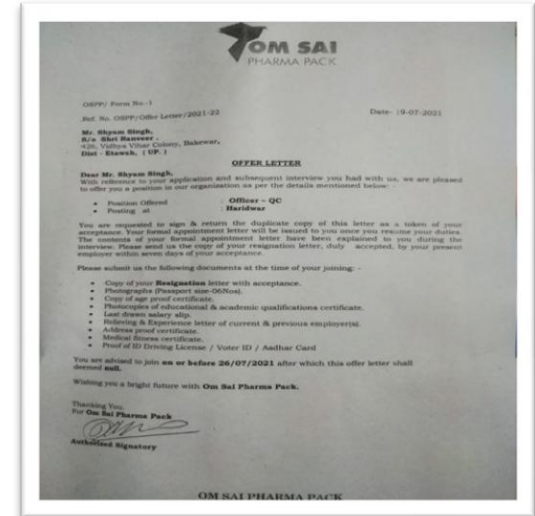 OM SAI
PHARMA PACK
OSPP/ Form No.-1
Ref. No. OSPP/Offer Letter/2021-22
Date: 19-07-2021
Mr. Shyam Singh,
S/o Shri Ranveer .
426, Vidhya Vihar Colony, Bakewar,
Dist - Etawah, ( UP. )
OFFER LETTER
Dear Mr. Shyam Singh,
With reference to your application and subsequent interview you had with us, we are pleased
to offer you a position in our organization as per the details mentioned below: -
• Position Offered : Officer – QC
• Posting at : Haridwar
You are requested to sign & return the duplicate copy of this letter as a token of your
acceptance. Your formal appointment letter will be issued to you once you resume your duties.
The contents of your formal appointment letter have been explained to you during the
interview. Please send us the copy of your resignation letter, duly accepted, by your present
employer within seven days of your acceptance.
Please submit us the following documents at the time of your joining: -
• Copy of your Resignation letter with acceptance.
• Photographs (Passport size-06Nos).
• Copy of age proof certificate.
• Photocopies of educational & academic qualifications certificate.
• Last drawn salary slip.
• Relieving & Experience letter of current & previous employer(s).
• Address proof certificate.
• Medical fitness certificate.
• Proof of ID Driving License / Voter ID / Aadhar Card
You are advised to join on or before 26/07/2021 after which this offer letter shall
deemed null.
Wishing you a bright future with Om Sai Pharma Pack.
Thanking You,
For Om Sai Pharma Pack
Authorized Signatory
OM SAI PHARMA PACK